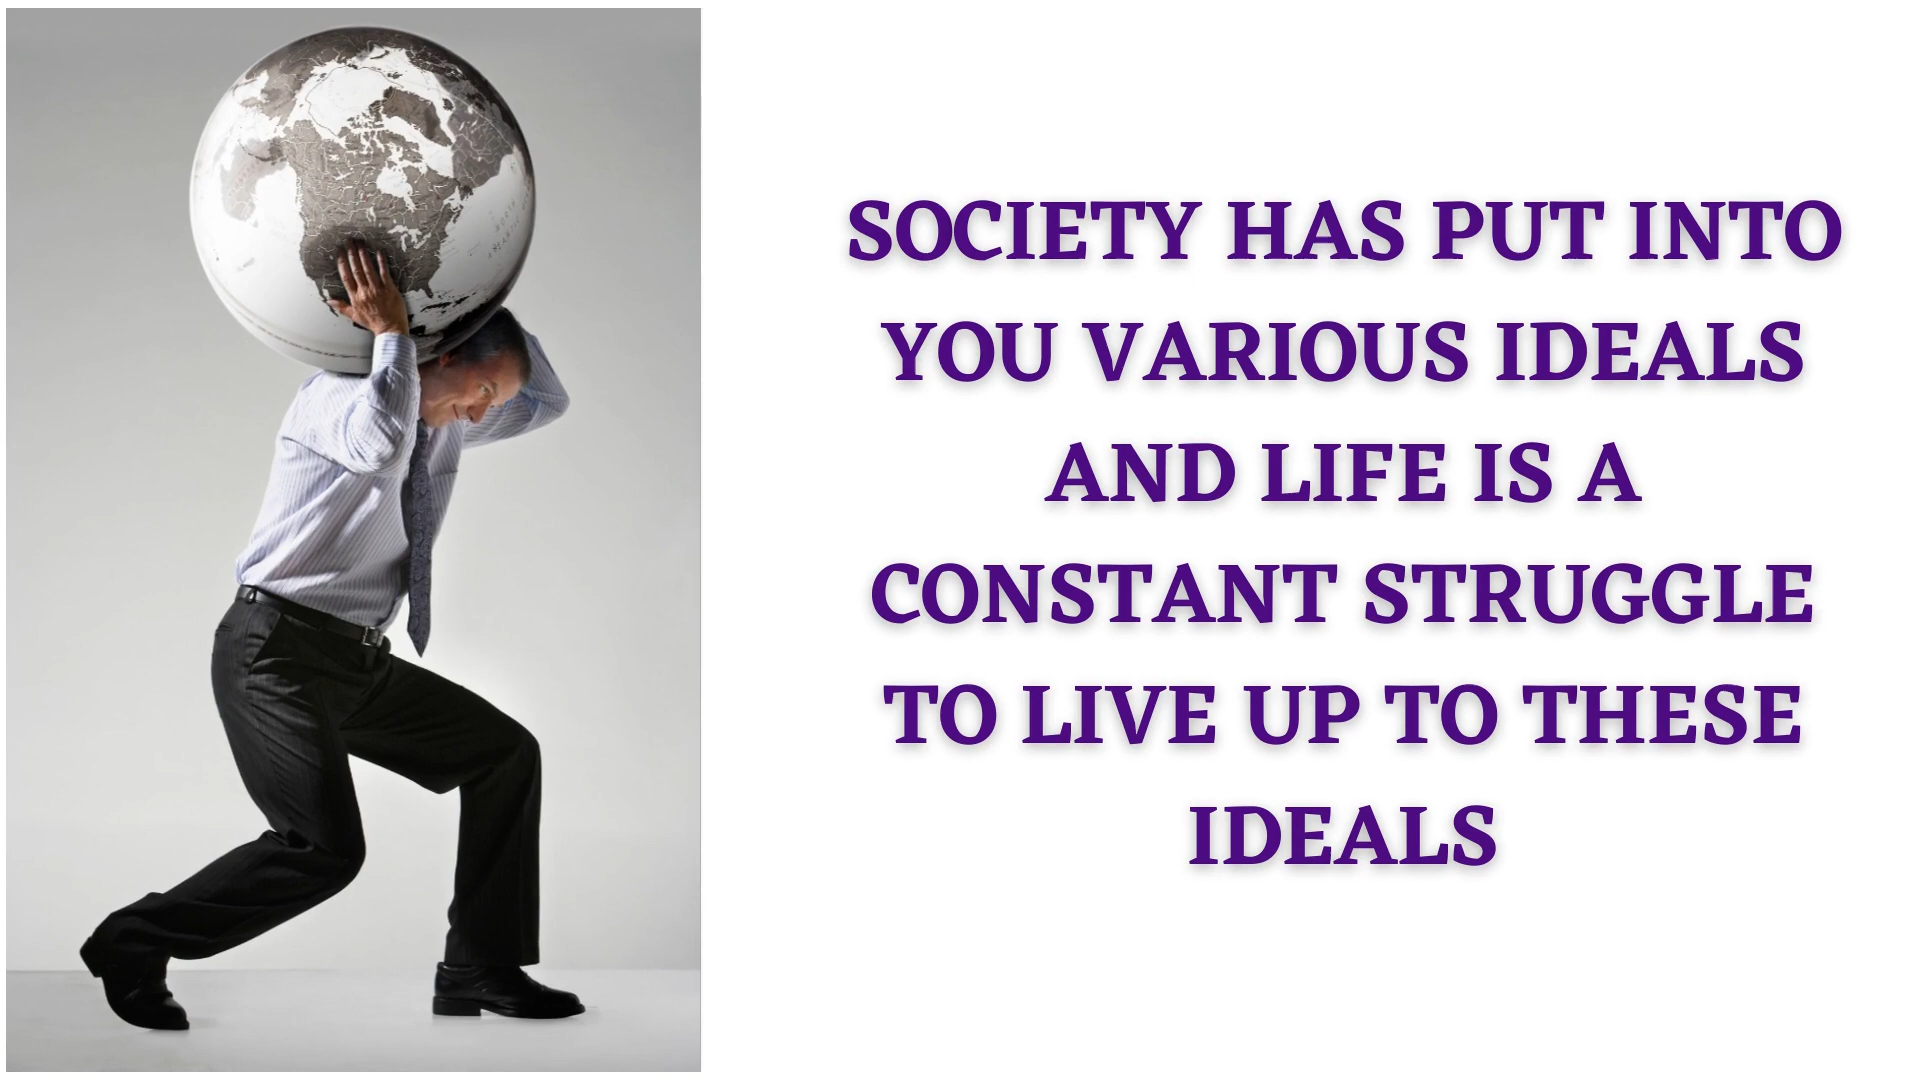 SOCIETY HAS PUT INTO
YOU VARIOUS IDEALS
AND LIFE IS A
CONSTANT STRUGGLE
TO LIVE UP TO THESE
IDEALS